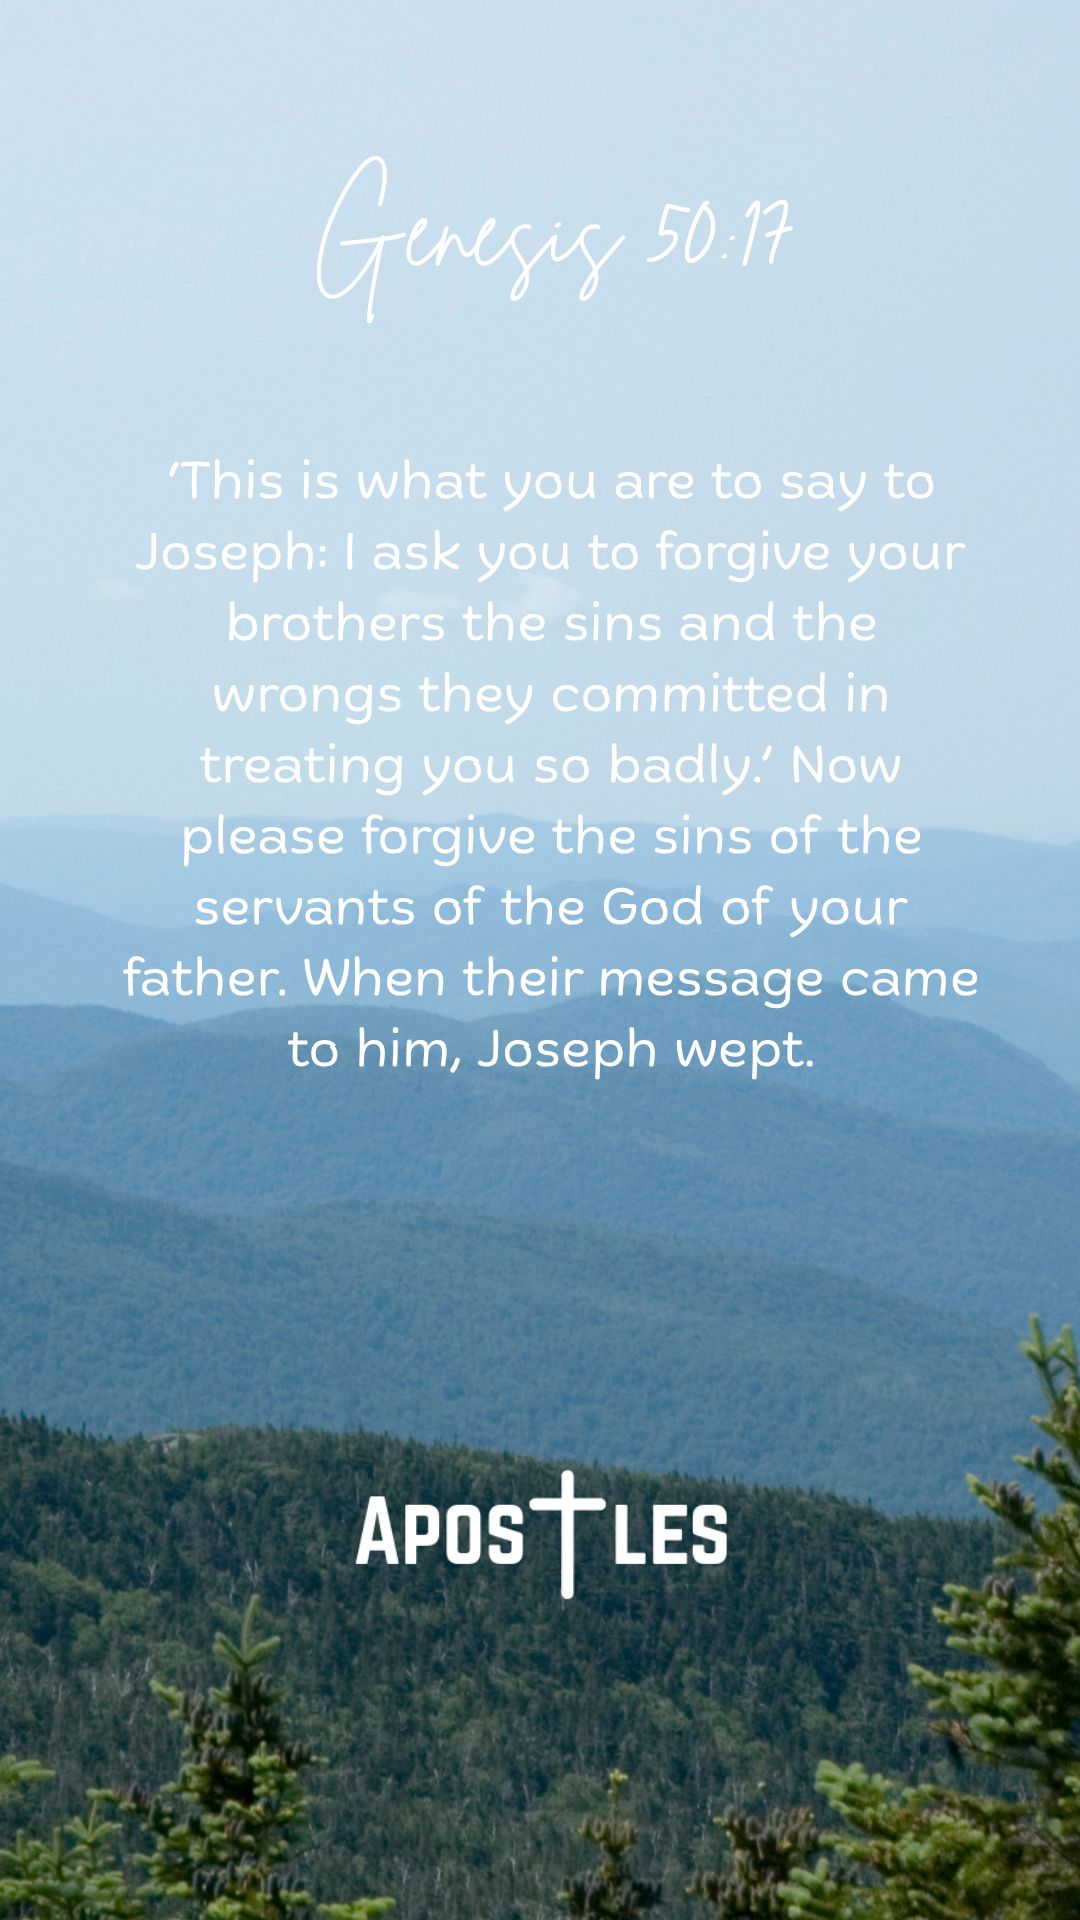 Genesis 50:17
‘This is what you are to say to
Joseph: I ask you to forgive your
brothers the sins and the
wrongs they committed in
treating you so badly.’ Now
please forgive the sins of the
servants of the God of your
father. When their message came
to him, Joseph wept.
APOSTLES